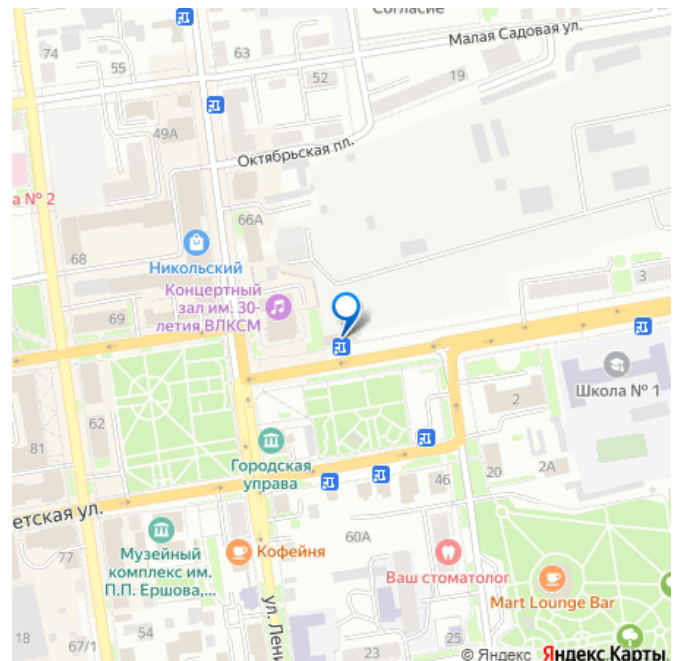 Согласие
Малая Садовая ул.
74
63
55
52
19
49А
Октябрьская пл.
а № 2
66А
68
Никольский
3
Концертный
зал им. 30-
летия ВЛКСМ
69
Школа № 1
62
2
81
Городская
управа
46
20
2А
етская ул.
60А
Кофейня
Музейный
комплекс им.
П.П. Ершова,...
77
Ваш стоматолог
Mart Lounge Bar
ул. Лени
54
18
67/1
23
25
© Яндекс Яндекс Карты